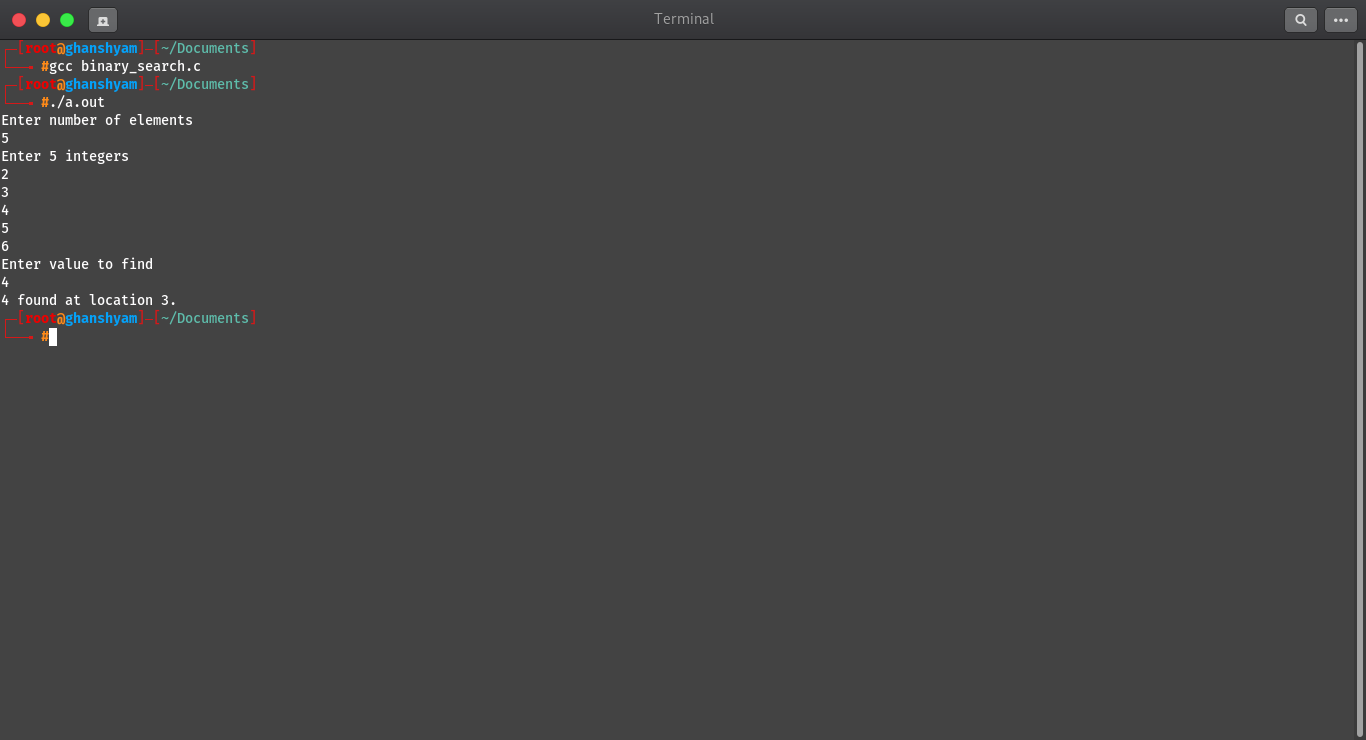 Terminal
[root@ghanshyam]-[~/Documents]
#gcc binary_search.c
[root@ghanshyam]-[~/Documents]
#./a.out
Enter number of elements
5
Enter 5 integers
2
3
4
5
6
Enter value to find
4
4 found at location 3.
[root@ghanshyam]-[~/Documents]
#